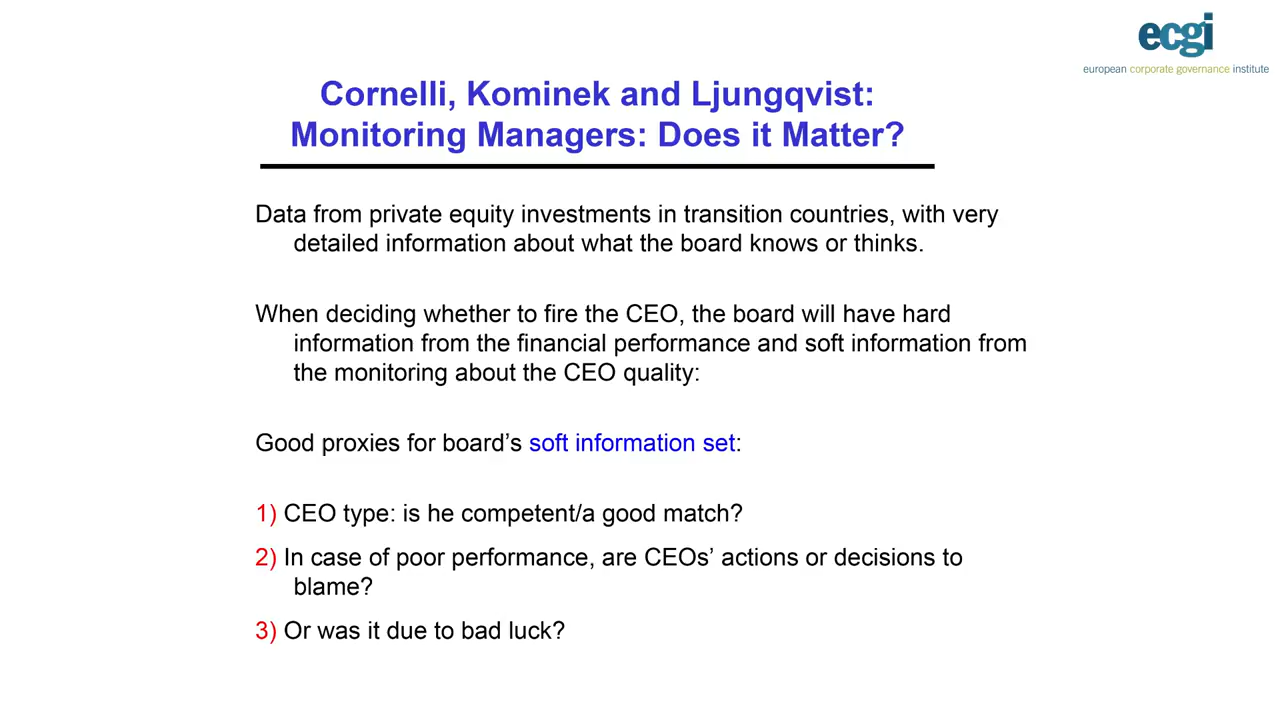 ecgi
european corporate governance institute
Cornelli, Kominek and Ljungqvist:
Monitoring Managers: Does it Matter?
Data from private equity investments in transition countries, with very
detailed information about what the board knows or thinks.
When deciding whether to fire the CEO, the board will have hard
information from the financial performance and soft information from
the monitoring about the CEO quality:
Good proxies for board’s soft information set:
1) CEO type: is he competent/a good match?
2) In case of poor performance, are CEOs’ actions or decisions to
blame?
3) Or was it due to bad luck?